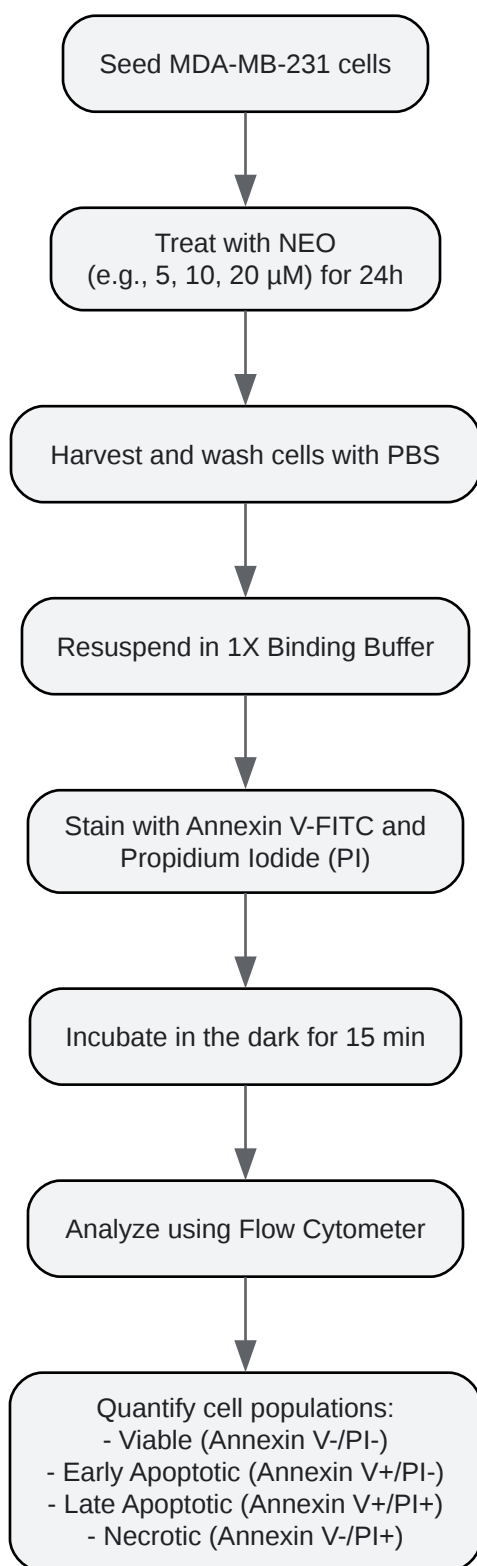 Seed MDA-MB-231 cells
Treat with NEO
(e.g., 5, 10, 20 µM) for 24h
Harvest and wash cells with PBS
Resuspend in 1X Binding Buffer
Stain with Annexin V-FITC and
Propidium Iodide (PI)
Incubate in the dark for 15 min
Analyze using Flow Cytometer
Quantify cell populations:
- Viable (Annexin V-/PI-)
- Early Apoptotic (Annexin V+/PI-)
- Late Apoptotic (Annexin V+/PI+)
- Necrotic (Annexin V-/PI+)